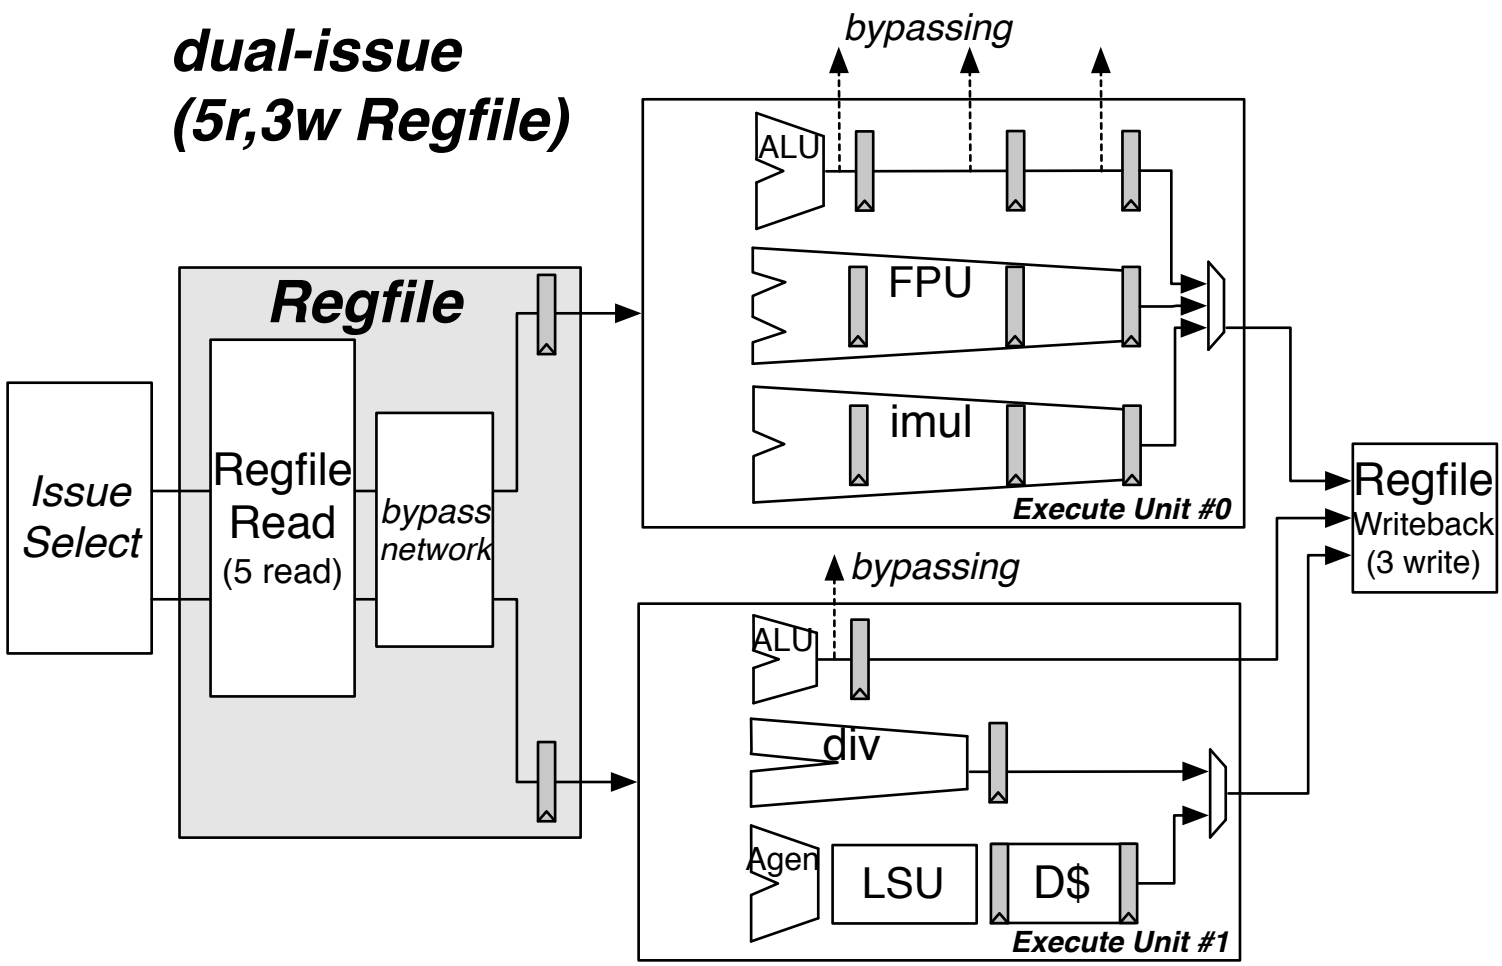 dual-issue
(5r,3w Regfile)
bypassing
ALU
FPU
imul
Execute Unit #0
Regfile
Regfile
Read
(5 read)
bypass
network
Issue
Select
Regfile
Writeback
(3 write)
bypassing
ALU
div
Agen
LSU
D$
Execute Unit #1